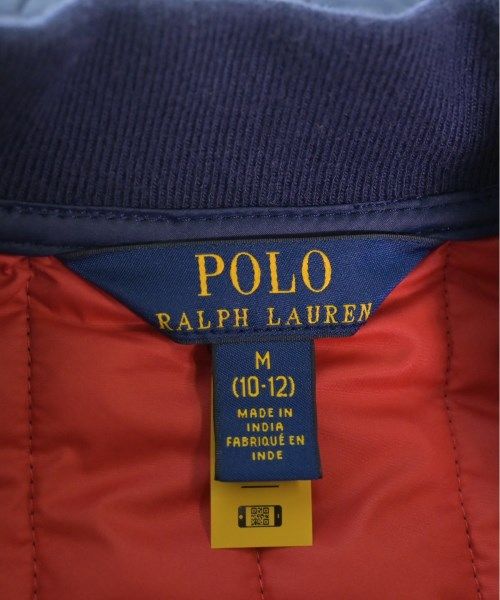 POLO
RALPH LAUREN
M
(10-12)
MADE IN
INDIA
FABRIQUÉ EN
INDE